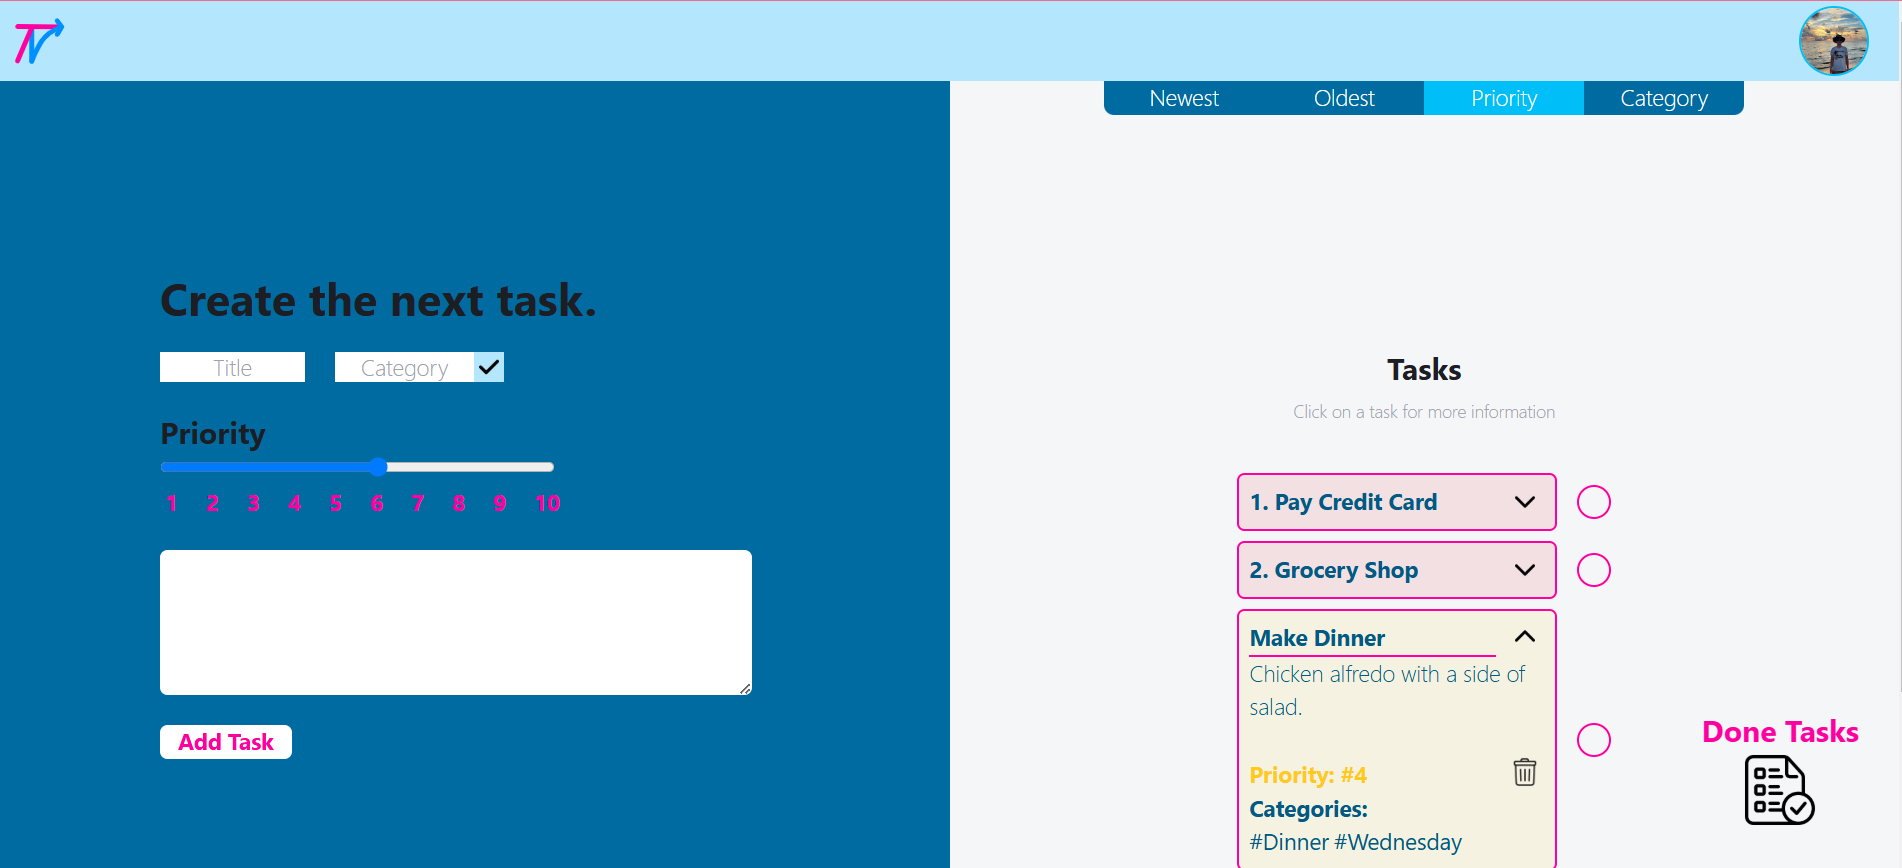 Newest Oldest Priority Category
Create the next task.
Title Category
Priority
1 2 3 4 5 6 7 8 9 10
Add Task
Tasks
Click on a task for more information
1. Pay Credit Card
2. Grocery Shop
Make Dinner
Chicken alfredo with a side of
salad.
Priority: #4
Categories:
#Dinner #Wednesday
Done Tasks